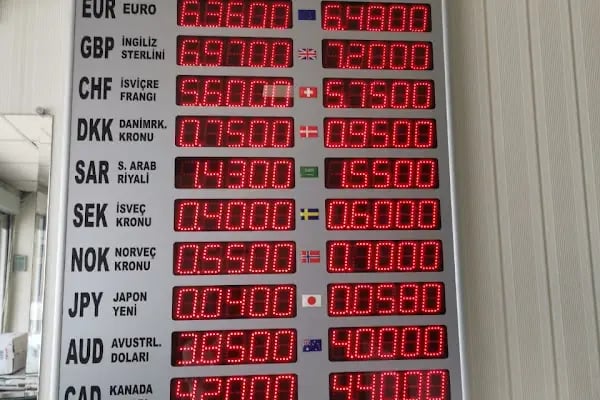 EUR EURO 6.3600 6.4800
GBP İNGİLİZ STERLİNİ 6.9700 7.2000
CHF İSVİÇRE FRANGI 5.6000 5.7500
DKK DANİMRK. KRONU 0.7500 0.9500
SAR S. ARAB RİYALİ 1.4300 1.5500
SEK İSVEÇ KRONU 0.4000 0.6000
NOK NORVEÇ KRONU 0.5500 0.7000
JPY JAPON YENİ 0.0400 0.0580
AUD AVUSTRL. DOLARI 3.8500 4.0000
CAD KANADA 4.2000